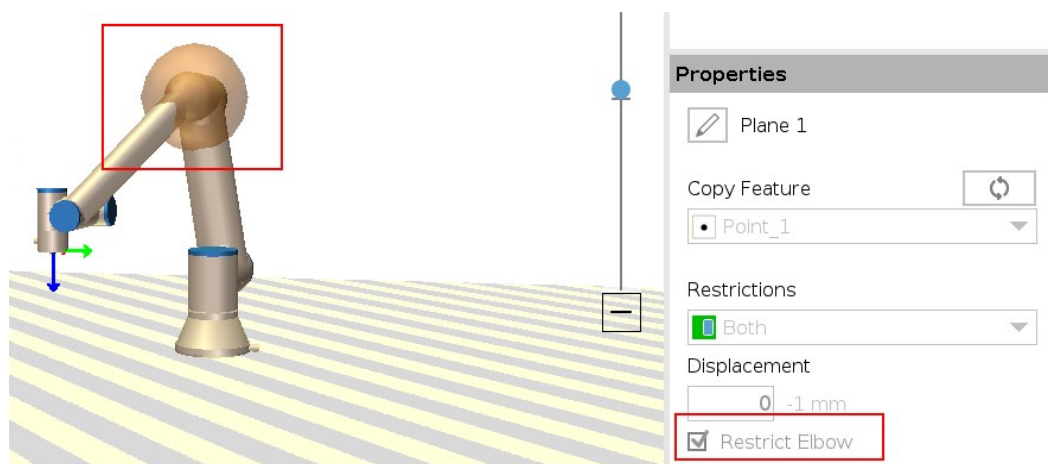 Properties
Plane 1
Copy Feature
Point_1
Restrictions
Both
Displacement
0 -1 mm
Restrict Elbow